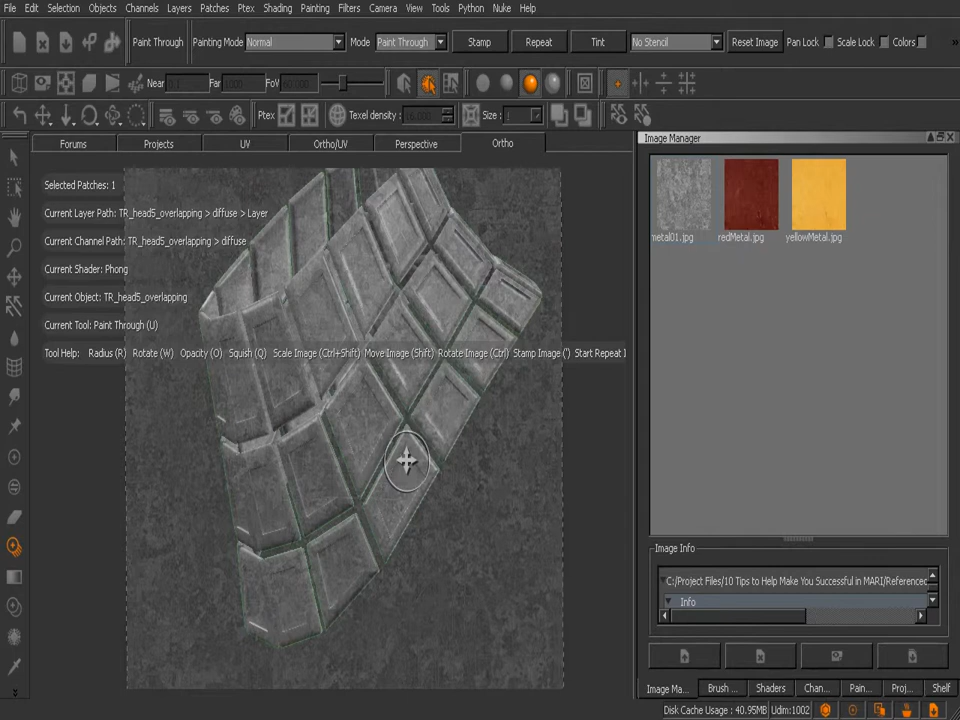 File Edit Selection Objects Channels Layers Patches Ptex Shading Painting Filters Camera View Tools Python Nuke Help
Paint Through Painting Mode Normal Mode Paint Through Stamp Repeat Tint No Stencil Reset Image Pan Lock Scale Lock Colors
Near 0.1 Far 1000 FoV
Ptex Texel density: Size : 1
Forums Projects UV Ortho/UV Perspective Ortho
Image Manager
metal01.jpg redMetal.jpg yellowMetal.jpg
Selected Patches: 1
Current Layer Path: TR_head5_overlapping > diffuse > Layer
Current Channel Path: TR_head5_overlapping > diffuse
Current Shader: Phong
Current Object: TR_head5_overlapping
Current Tool: Paint Through (U)
Tool Help: Radius (R) Rotate (W) Opacity (O) Squish (Q) Scale Image (Ctrl+Shift) Move Image (Shift) Rotate Image (Ctrl) Stamp Image (') Start Repeat I
Image Info
C:/Project Files/10 Tips to Help Make You Successful in MARI/Referenced
Info
Image Ma... Brush ... Shaders Chan... Pain... Proj... Shelf
Disk Cache Usage : 40.95MB Udim:1002